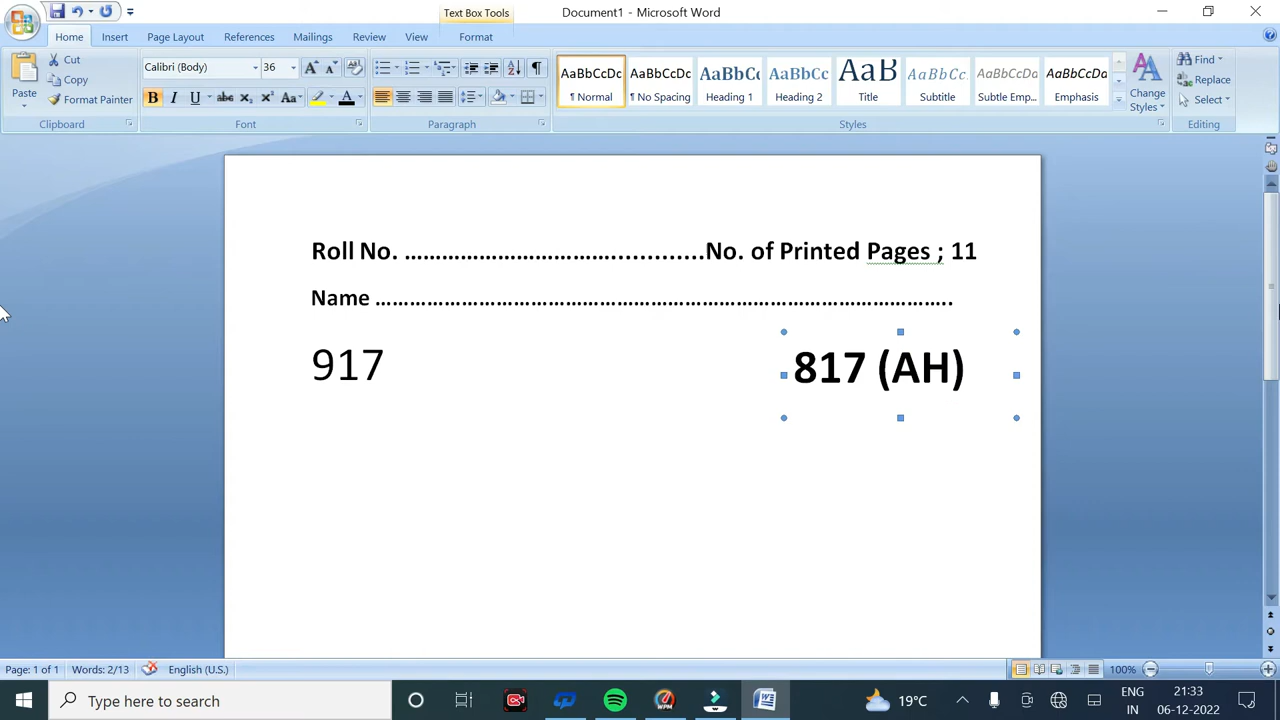 Document1 - Microsoft Word
Text Box Tools
Home Insert Page Layout References Mailings Review View Format
Paste
Cut
Copy
Format Painter
Clipboard
Calibri (Body) 36
Font
Paragraph
AaBbCcDc AaBbCcDc AaBbCc AaBbCc AaB AaBbCc. AaBbCcDa AaBbCcDc
¶ Normal ¶ No Spacing Heading 1 Heading 2 Title Subtitle Subtle Emp... Emphasis
Change Styles
Styles
Find
Replace
Select
Editing
Roll No. ……………………………..............No. of Printed Pages ; 11
Name ………………………………………………………………………………………..
917 817 (AH)
Page: 1 of 1 Words: 2/13 English (U.S.) 100%
Type here to search
WPM
19°C
ENG
IN
21:33
06-12-2022